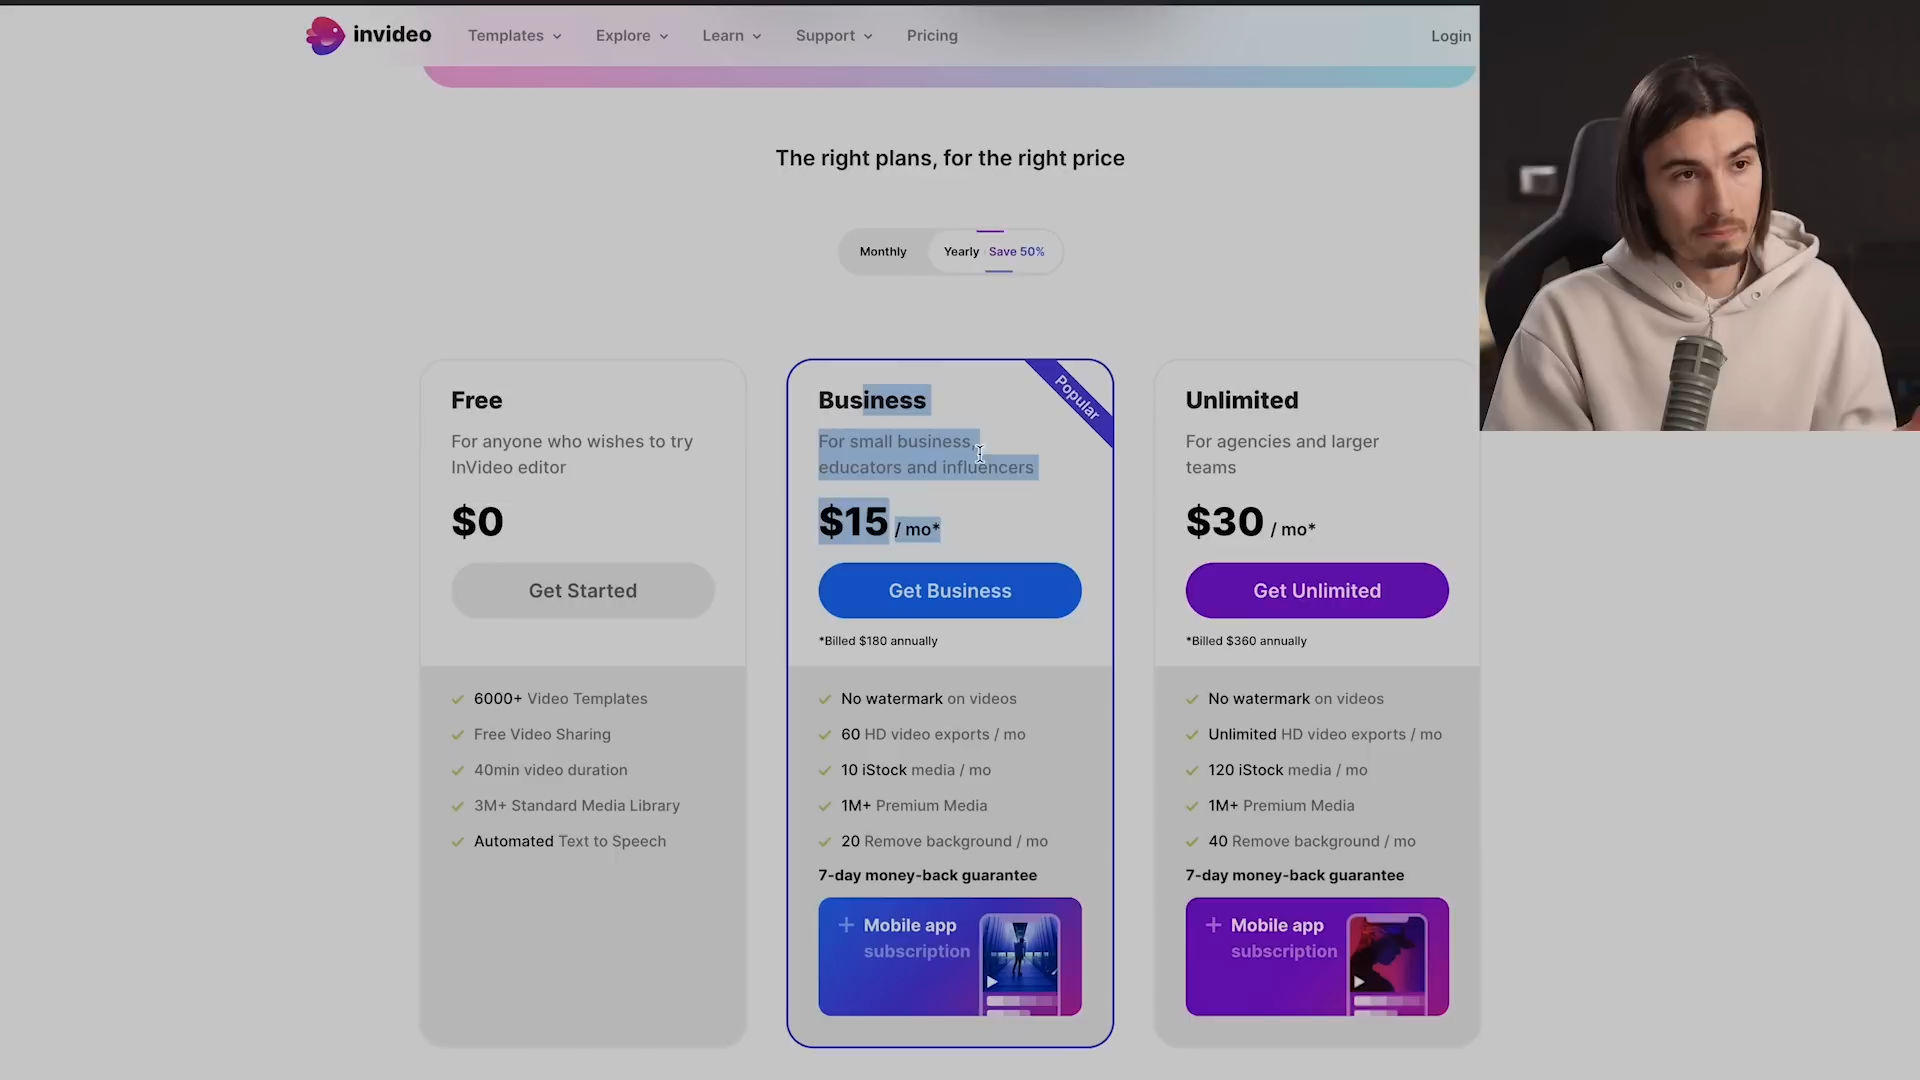 invideo
Templates
Explore
Learn
Support
Pricing
Login
The right plans, for the right price
Monthly
Yearly Save 50%
Free
For anyone who wishes to try
InVideo editor
$0
Get Started
6000+ Video Templates
Free Video Sharing
40min video duration
3M+ Standard Media Library
Automated Text to Speech
Popular
Business
For small business,
educators and influencers
$15 / mo*
Get Business
*Billed $180 annually
No watermark on videos
60 HD video exports / mo
10 iStock media / mo
1M+ Premium Media
20 Remove background / mo
7-day money-back guarantee
+ Mobile app
subscription
Unlimited
For agencies and larger
teams
$30 / mo*
Get Unlimited
*Billed $360 annually
No watermark on videos
Unlimited HD video exports / mo
120 iStock media / mo
1M+ Premium Media
40 Remove background / mo
7-day money-back guarantee
+ Mobile app
subscription